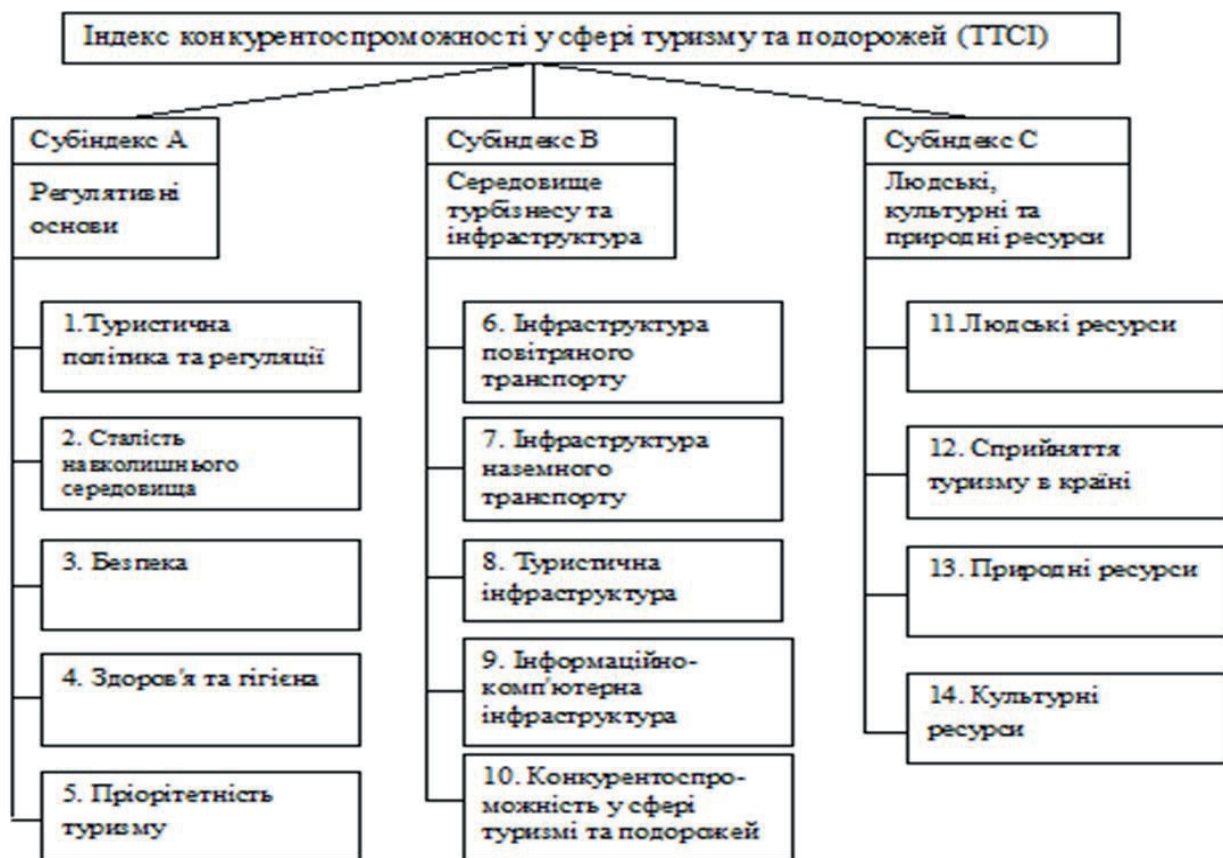 Індекс конкурентоспроможності у сфері туризму та подорожей (ТТСІ)
Субіндекс А
Регулятивні
основи
1.Туристична
політика та регуляції
2. Сталість
навколишнього
середовища
3. Безпека
4. Здоров'я та гігієна
5. Пріорітетність
туризму
Субіндекс В
Середовище
турбізнесу та
інфраструктура
6. Інфраструктура
повітряного
транспорту
7. Інфраструктура
наземного
транспорту
8. Туристична
інфраструктура
9. Інформаційно-
комп'ютерна
інфраструктура
10. Конкурентоспро-
можність у сфері
туризмі та подорожей
Субіндекс С
Людські,
культурні та
природні ресурси
11 Людські ресурси
12. Сприйняття
туризму в країні
13. Природні ресурси
14. Культурні
ресурси